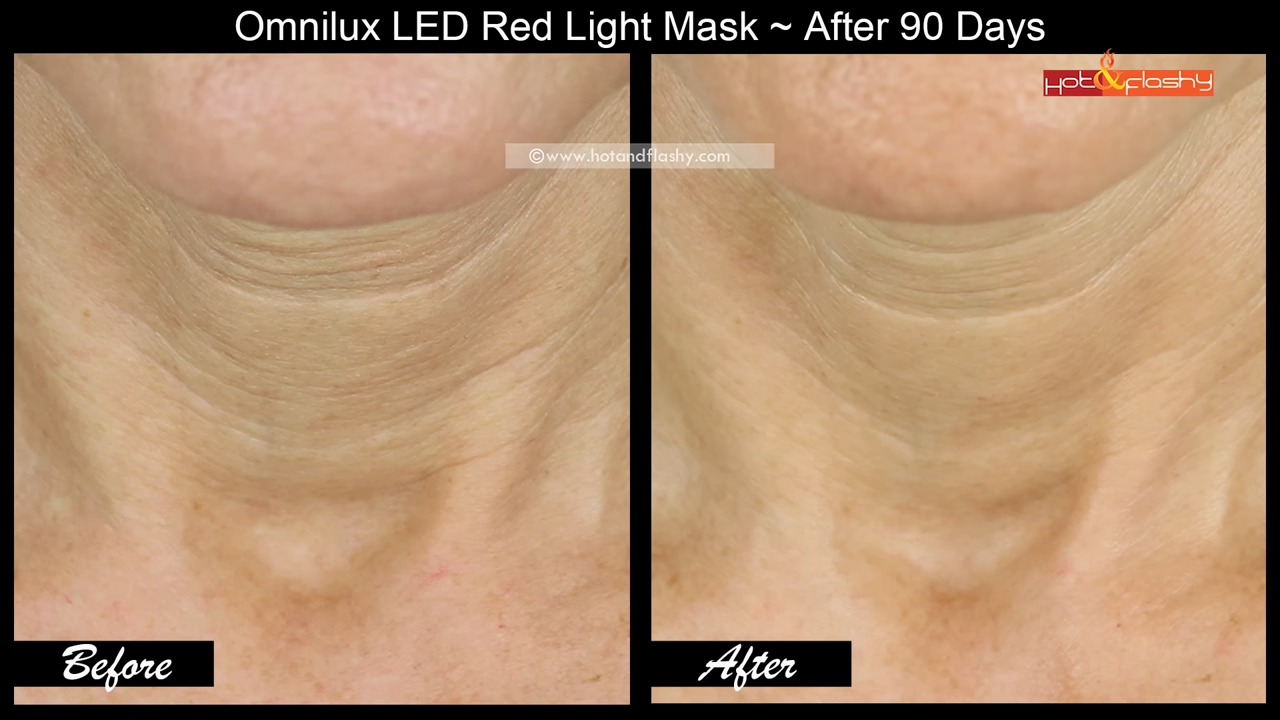 Omnilux LED Red Light Mask ~ After 90 Days
Hot & flashy
©www.hotandflashy.com
Before
After